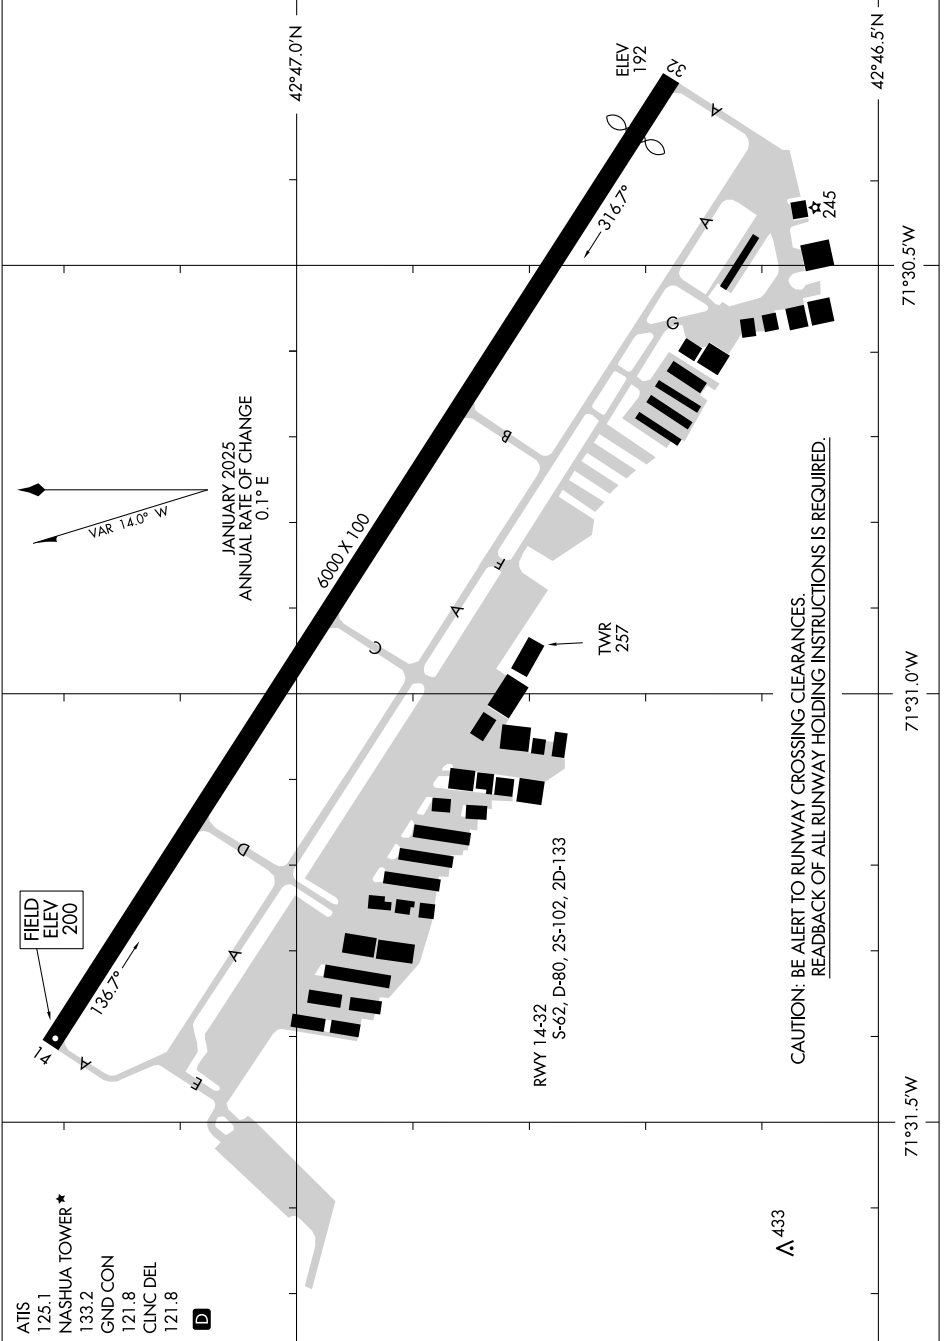 ATIS
125.1
NASHUA TOWER★
133.2
GND CON
121.8
CLNC DEL
121.8
D
42°47.0'N
42°46.5'N
71°30.5'W
71°31.0'W
71°31.5'W
JANUARY 2025
ANNUAL RATE OF CHANGE
0.1° E
VAR 14.0° W
FIELD
ELEV
200
14
136.7°
6000 X 100
316.7°
ELEV
192
32
A
A
G
B
F
A
C
D
A
A
E
245
TWR
257
433
RWY 14-32
S-62, D-80, 2S-102, 2D-133
CAUTION: BE ALERT TO RUNWAY CROSSING CLEARANCES.
READBACK OF ALL RUNWAY HOLDING INSTRUCTIONS IS REQUIRED.